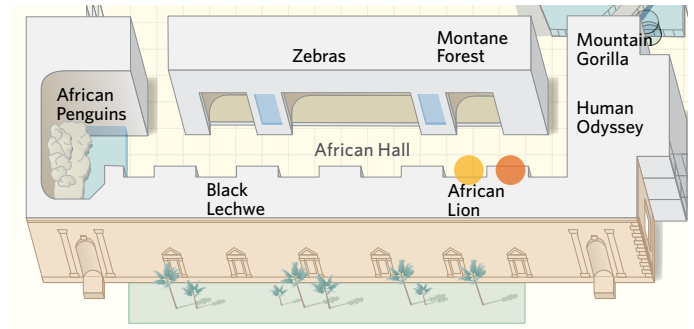 Zebras
Montane
Forest
Mountain
Gorilla
African
Penguins
Human
Odyssey
African Hall
Black
Lechwe
African
Lion